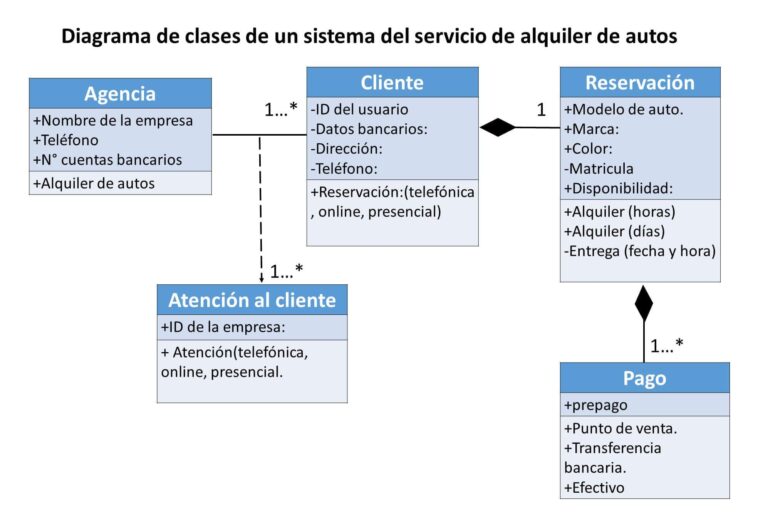 Diagrama de clases de un sistema del servicio de alquiler de autos
Agencia
+Nombre de la empresa
+Teléfono
+N° cuentas bancarios
+Alquiler de autos
1...*
Cliente
-ID del usuario
-Datos bancarios:
-Dirección:
-Teléfono:
+Reservación:(telefónica
, online, presencial)
1
Reservación
+Modelo de auto.
+Marca:
+Color:
-Matricula
+Disponibilidad:
+Alquiler (horas)
+Alquiler (días)
-Entrega (fecha y hora)
1...*
Atención al cliente
+ID de la empresa:
+ Atención(telefónica,
online, presencial.
1...*
Pago
+prepago
+Punto de venta.
+Transferencia
bancaria.
+Efectivo